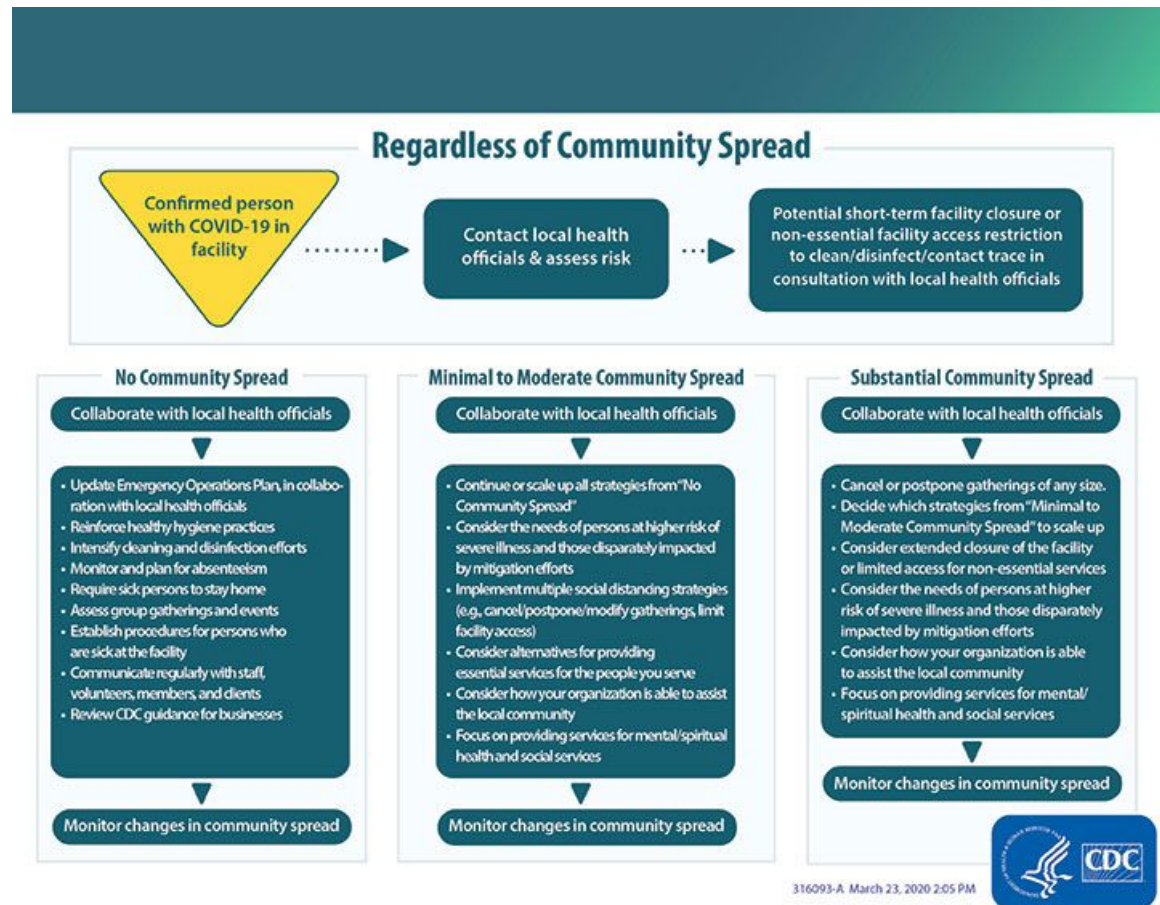 Regardless of Community Spread
Confirmed person
with COVID-19 in
facility
Contact local health
officials & assess risk
Potential short-term facility closure or
non-essential facility access restriction
to clean/disinfect/contact trace in
consultation with local health officials
No Community Spread
Collaborate with local health officials
• Update Emergency Operations Plan, in collabo-
ration with local health officials
• Reinforce healthy hygiene practices
• Intensify cleaning and disinfection efforts
• Monitor and plan for absenteeism
• Require sick persons to stay home
• Assess group gatherings and events
• Establish procedures for persons who
are sick at the facility
• Communicate regularly with staff,
volunteers, members, and clients
• Review CDC guidance for businesses
Monitor changes in community spread
Minimal to Moderate Community Spread
Collaborate with local health officials
• Continue or scale up all strategies from "No
Community Spread"
• Consider the needs of persons at higher risk of
severe illness and those disparately impacted
by mitigation efforts
• Implement multiple social distancing strategies
(e.g., cancel/postpone/modify gatherings, limit
facility access)
• Consider alternatives for providing
essential services for the people you serve
• Consider how your organization is able to assist
the local community
• Focus on providing services for mental/spiritual
health and social services
Monitor changes in community spread
Substantial Community Spread
Collaborate with local health officials
• Cancel or postpone gatherings of any size.
• Decide which strategies from "Minimal to
Moderate Community Spread" to scale up
• Consider extended closure of the facility
or limited access for non-essential services
• Consider the needs of persons at higher
risk of severe illness and those disparately
impacted by mitigation efforts
• Consider how your organization is able
to assist the local community
• Focus on providing services for mental/
spiritual health and social services
Monitor changes in community spread
CDC
316093-A March 23, 2020 2:05 PM